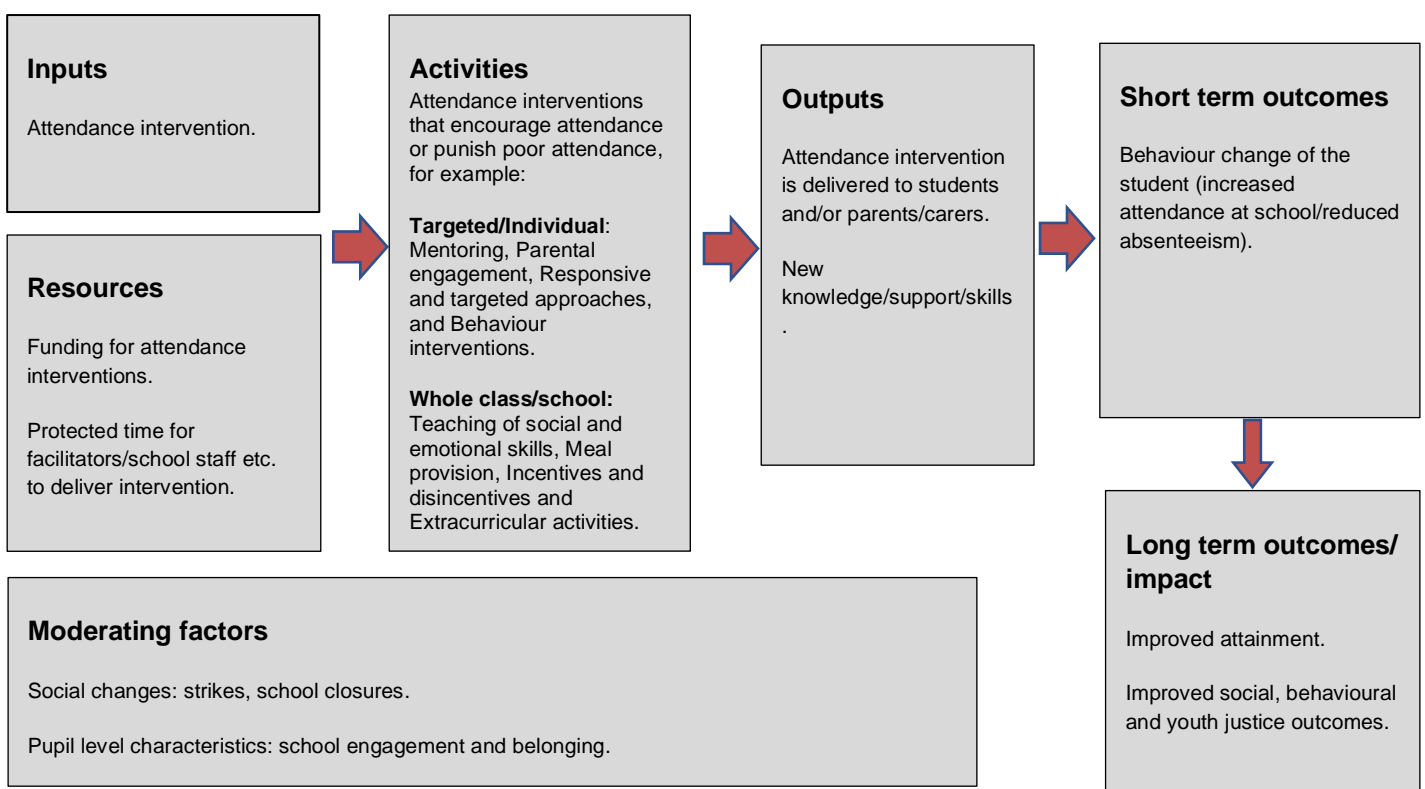 Inputs
Attendance intervention.
Resources
Funding for attendance
interventions.
Protected time for
facilitators/school staff etc.
to deliver intervention.
Activities
Attendance interventions
that encourage attendance
or punish poor attendance,
for example:
Targeted/Individual:
Mentoring, Parental
engagement, Responsive
and targeted approaches,
and Behaviour
interventions.
Whole class/school:
Teaching of social and
emotional skills, Meal
provision, Incentives and
disincentives and
Extracurricular activities.
Outputs
Attendance intervention
is delivered to students
and/or parents/carers.
New
knowledge/support/skills
.
Short term outcomes
Behaviour change of the
student (increased
attendance at school/reduced
absenteeism).
Long term outcomes/
impact
Improved attainment.
Improved social, behavioural
and youth justice outcomes.
Moderating factors
Social changes: strikes, school closures.
Pupil level characteristics: school engagement and belonging.